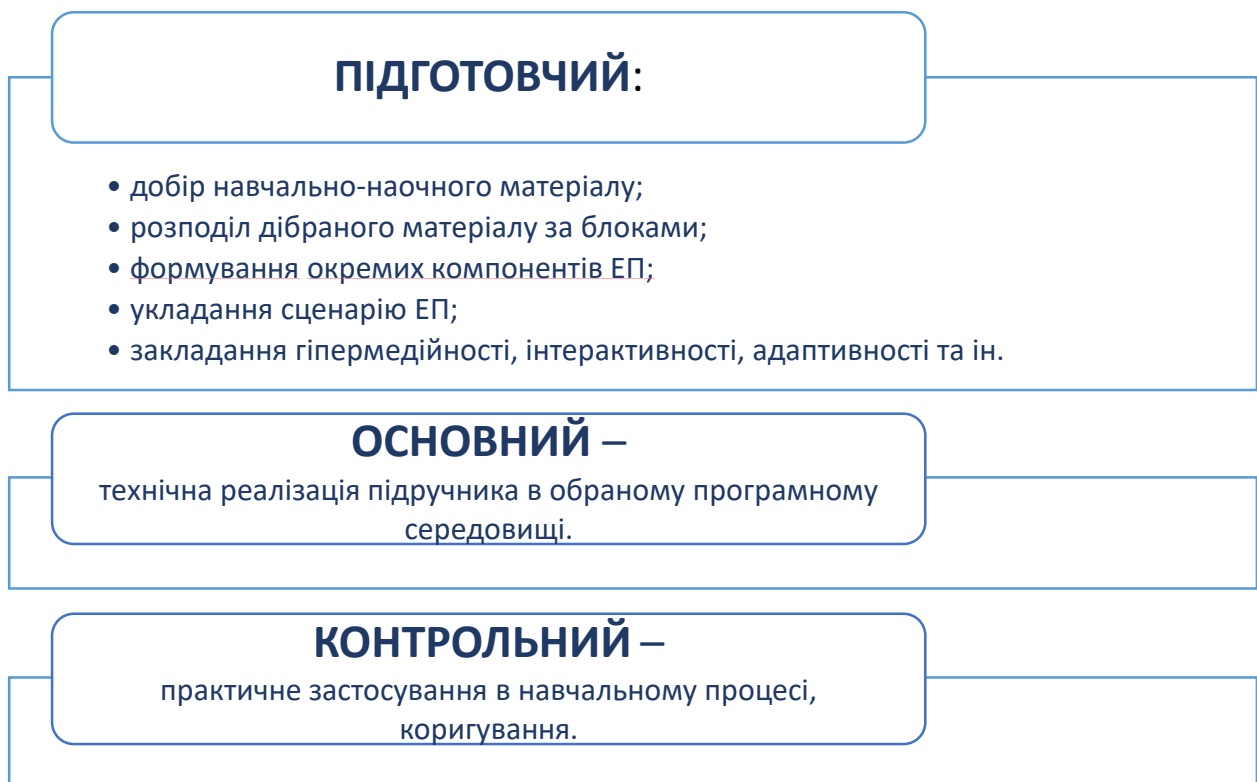 ПІДГОТОВЧИЙ:
• добір навчально-наочного матеріалу;
• розподіл дібраного матеріалу за блоками;
• формування окремих компонентів ЕП;
• укладання сценарію ЕП;
• закладання гіпермедійності, інтерактивності, адаптивності та ін.
ОСНОВНИЙ –
технічна реалізація підручника в обраному програмному
середовищі.
КОНТРОЛЬНИЙ –
практичне застосування в навчальному процесі,
коригування.